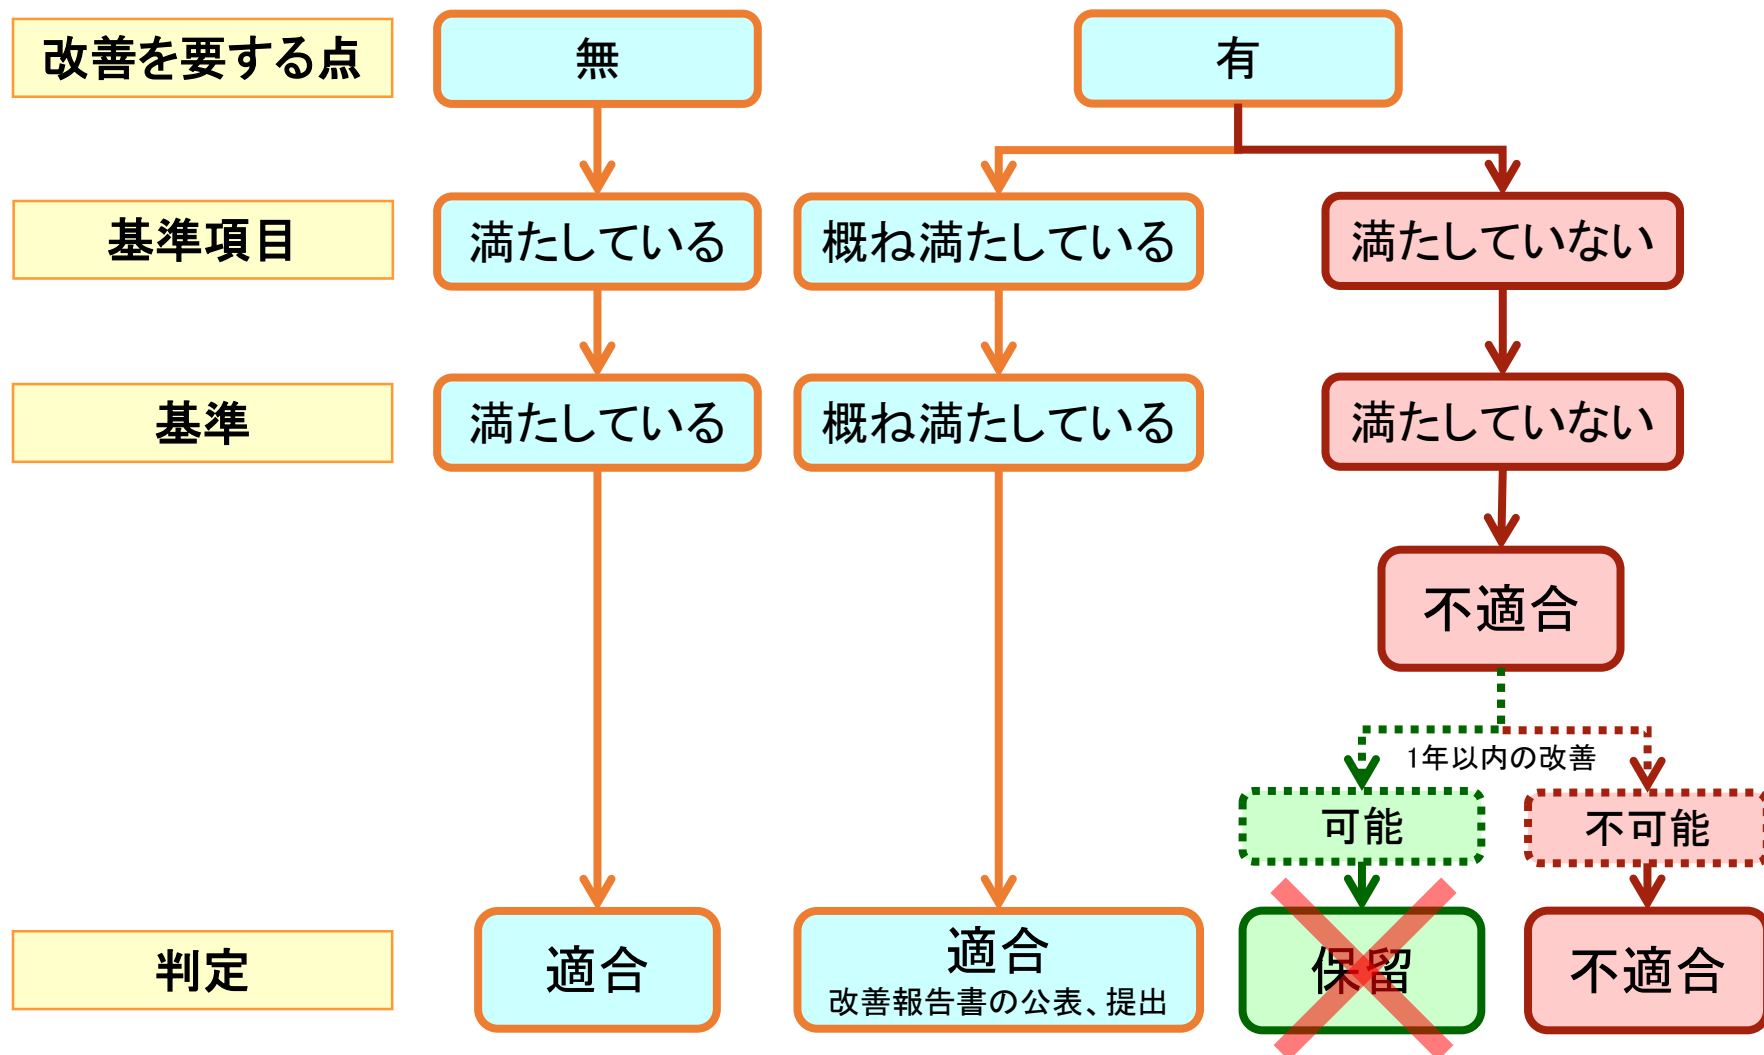 改善を要する点
無
有
基準項目
満たしている
概ね満たしている
満たしていない
基準
満たしている
概ね満たしている
満たしていない
不適合
1年以内の改善
可能
不可能
判定
適合
適合
改善報告書の公表、提出
保留
不適合